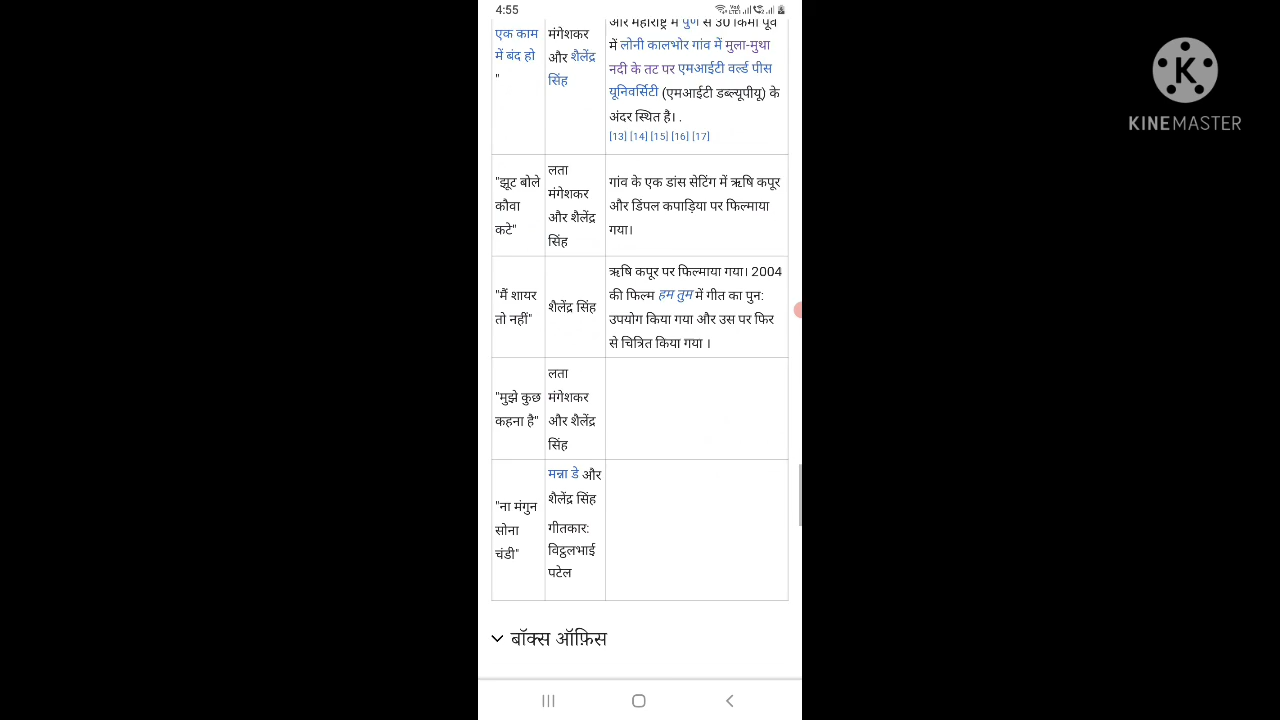 4:55
एक काम
में बंद हो
"
मंगेशकर
और शैलेंद्र
सिंह
और महाराष्ट्र में पुणे से 30 किमी पूर्व
में लोनी कालभोर गांव में मुला-मुथा
नदी के तट पर एमआईटी वर्ल्ड पीस
यूनिवर्सिटी (एमआईटी डब्ल्यूपीयू) के
अंदर स्थित है। .
[13] [14] [15] [16] [17]
"झूट बोले
कौवा
कटे"
लता
मंगेशकर
और शैलेंद्र
सिंह
गांव के एक डांस सेटिंग में ऋषि कपूर
और डिंपल कपाड़िया पर फिल्माया
गया।
"मैं शायर
तो नहीं"
शैलेंद्र सिंह
ऋषि कपूर पर फिल्माया गया। 2004
की फिल्म हम तुम में गीत का पुन:
उपयोग किया गया और उस पर फिर
से चित्रित किया गया ।
"मुझे कुछ
कहना है"
लता
मंगेशकर
और शैलेंद्र
सिंह
"ना मंगुन
सोना
चंडी"
मन्ना डे और
शैलेंद्र सिंह
गीतकार:
विट्ठलभाई
पटेल
बॉक्स ऑफ़िस
K
KINEMASTER